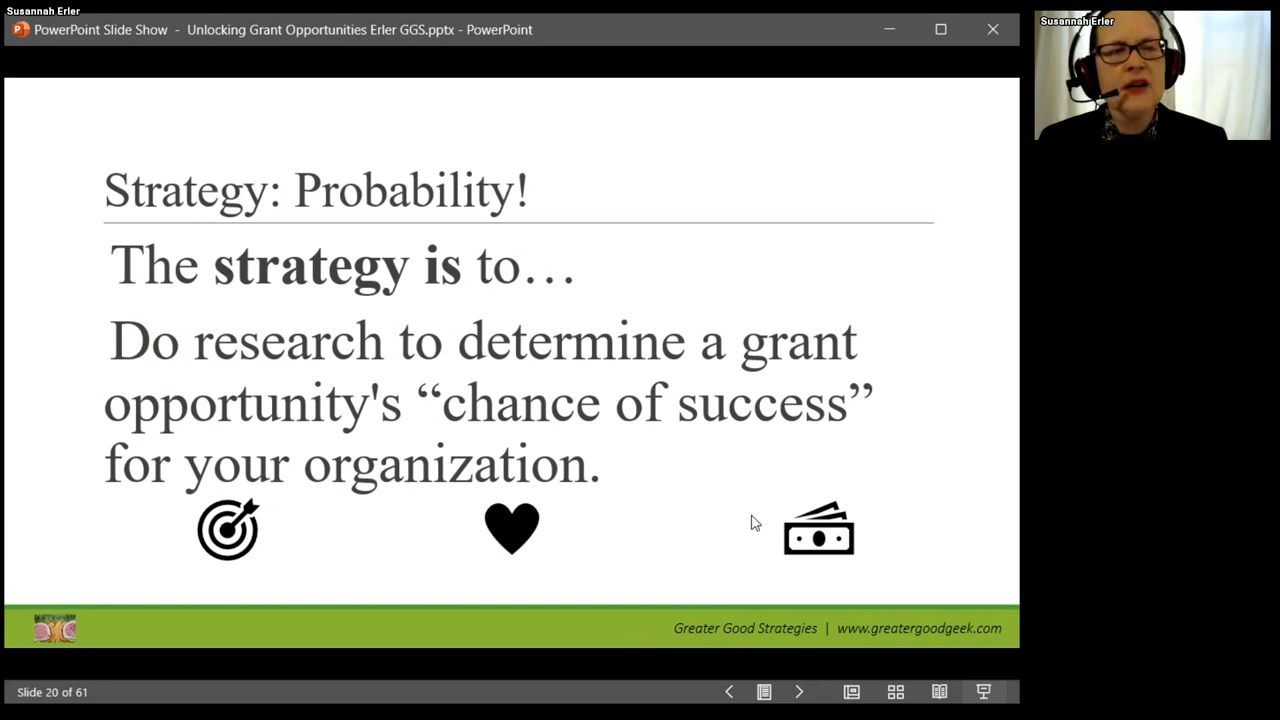 Susannah Erler
PowerPoint Slide Show - Unlocking Grant Opportunities Erler GGS.pptx - PowerPoint
Susannah Erler
Strategy: Probability!
The strategy is to…
Do research to determine a grant
opportunity's “chance of success”
for your organization.
Greater Good Strategies | www.greatergoodgeek.com
Slide 20 of 61